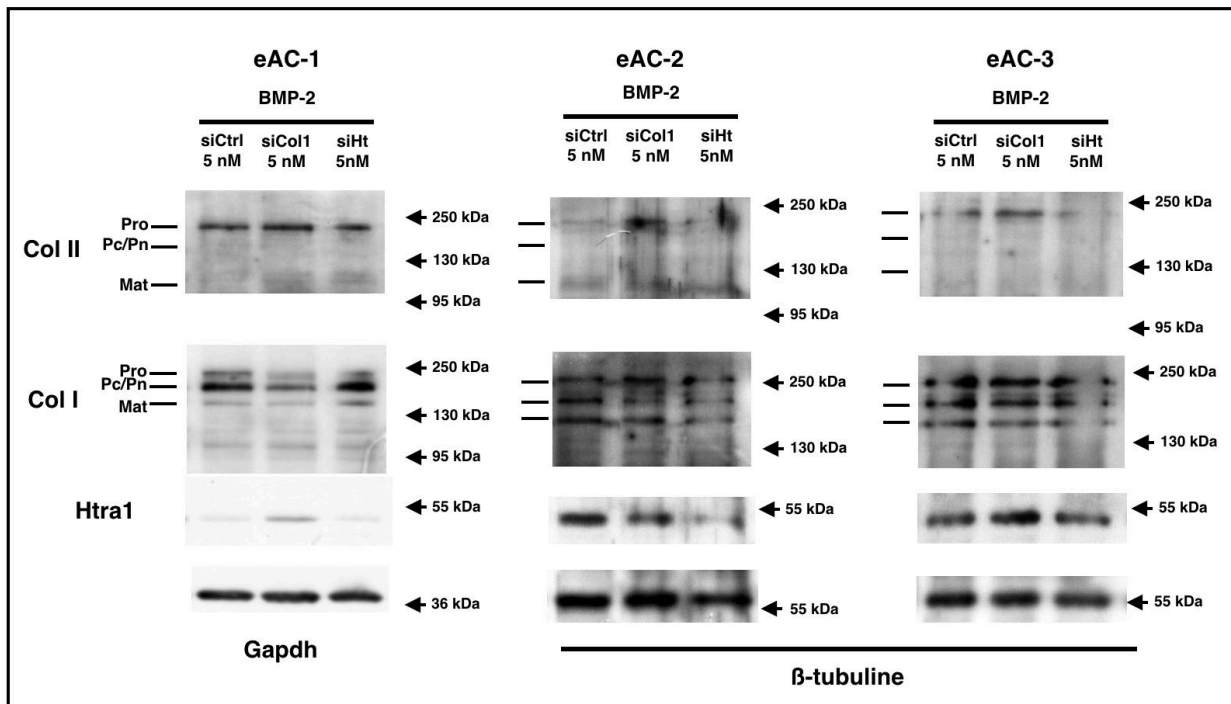 eAC-1 eAC-2 eAC-3
BMP-2 BMP-2 BMP-2
siCtrl siCol1 siHt siCtrl siCol1 siHt siCtrl siCol1 siHt
5 nM 5 nM 5nM 5 nM 5 nM 5nM 5 nM 5 nM 5nM
Col II
Pro
Pc/Pn
Mat
250 kDa
130 kDa
95 kDa
250 kDa
130 kDa
95 kDa
250 kDa
130 kDa
95 kDa
Col I
Pro
Pc/Pn
Mat
250 kDa
130 kDa
95 kDa
250 kDa
130 kDa
250 kDa
130 kDa
Htra1
55 kDa
55 kDa
55 kDa
36 kDa
55 kDa
55 kDa
Gapdh
ß-tubuline